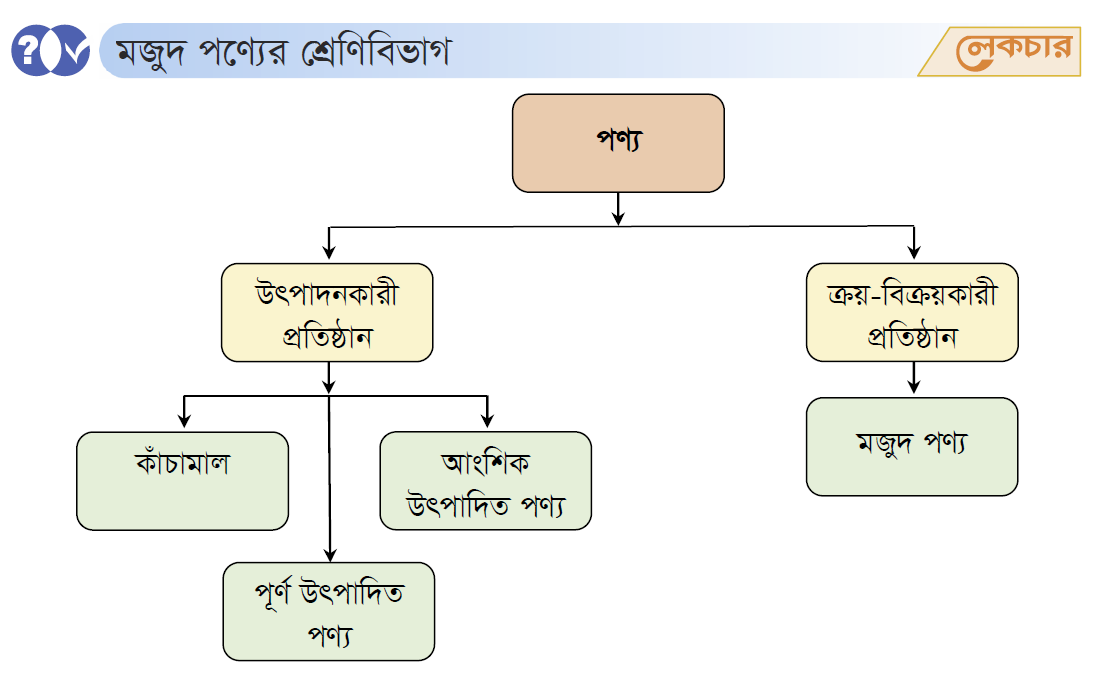 ?
মজুদ পণ্যের শ্রেণিবিভাগ
লেকচার
পণ্য
উৎপাদনকারী
প্রতিষ্ঠান
ক্রয়-বিক্রয়কারী
প্রতিষ্ঠান
কাঁচামাল
আংশিক
উৎপাদিত পণ্য
মজুদ পণ্য
পূর্ণ উৎপাদিত
পণ্য